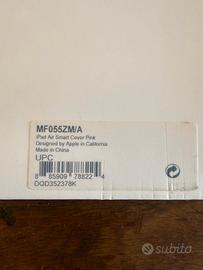 MF055ZM/A
iPad Air Smart Cover Pink
Designed by Apple in California
Made in China
UPC
8 85909 78822 4
DQD352378K
subito